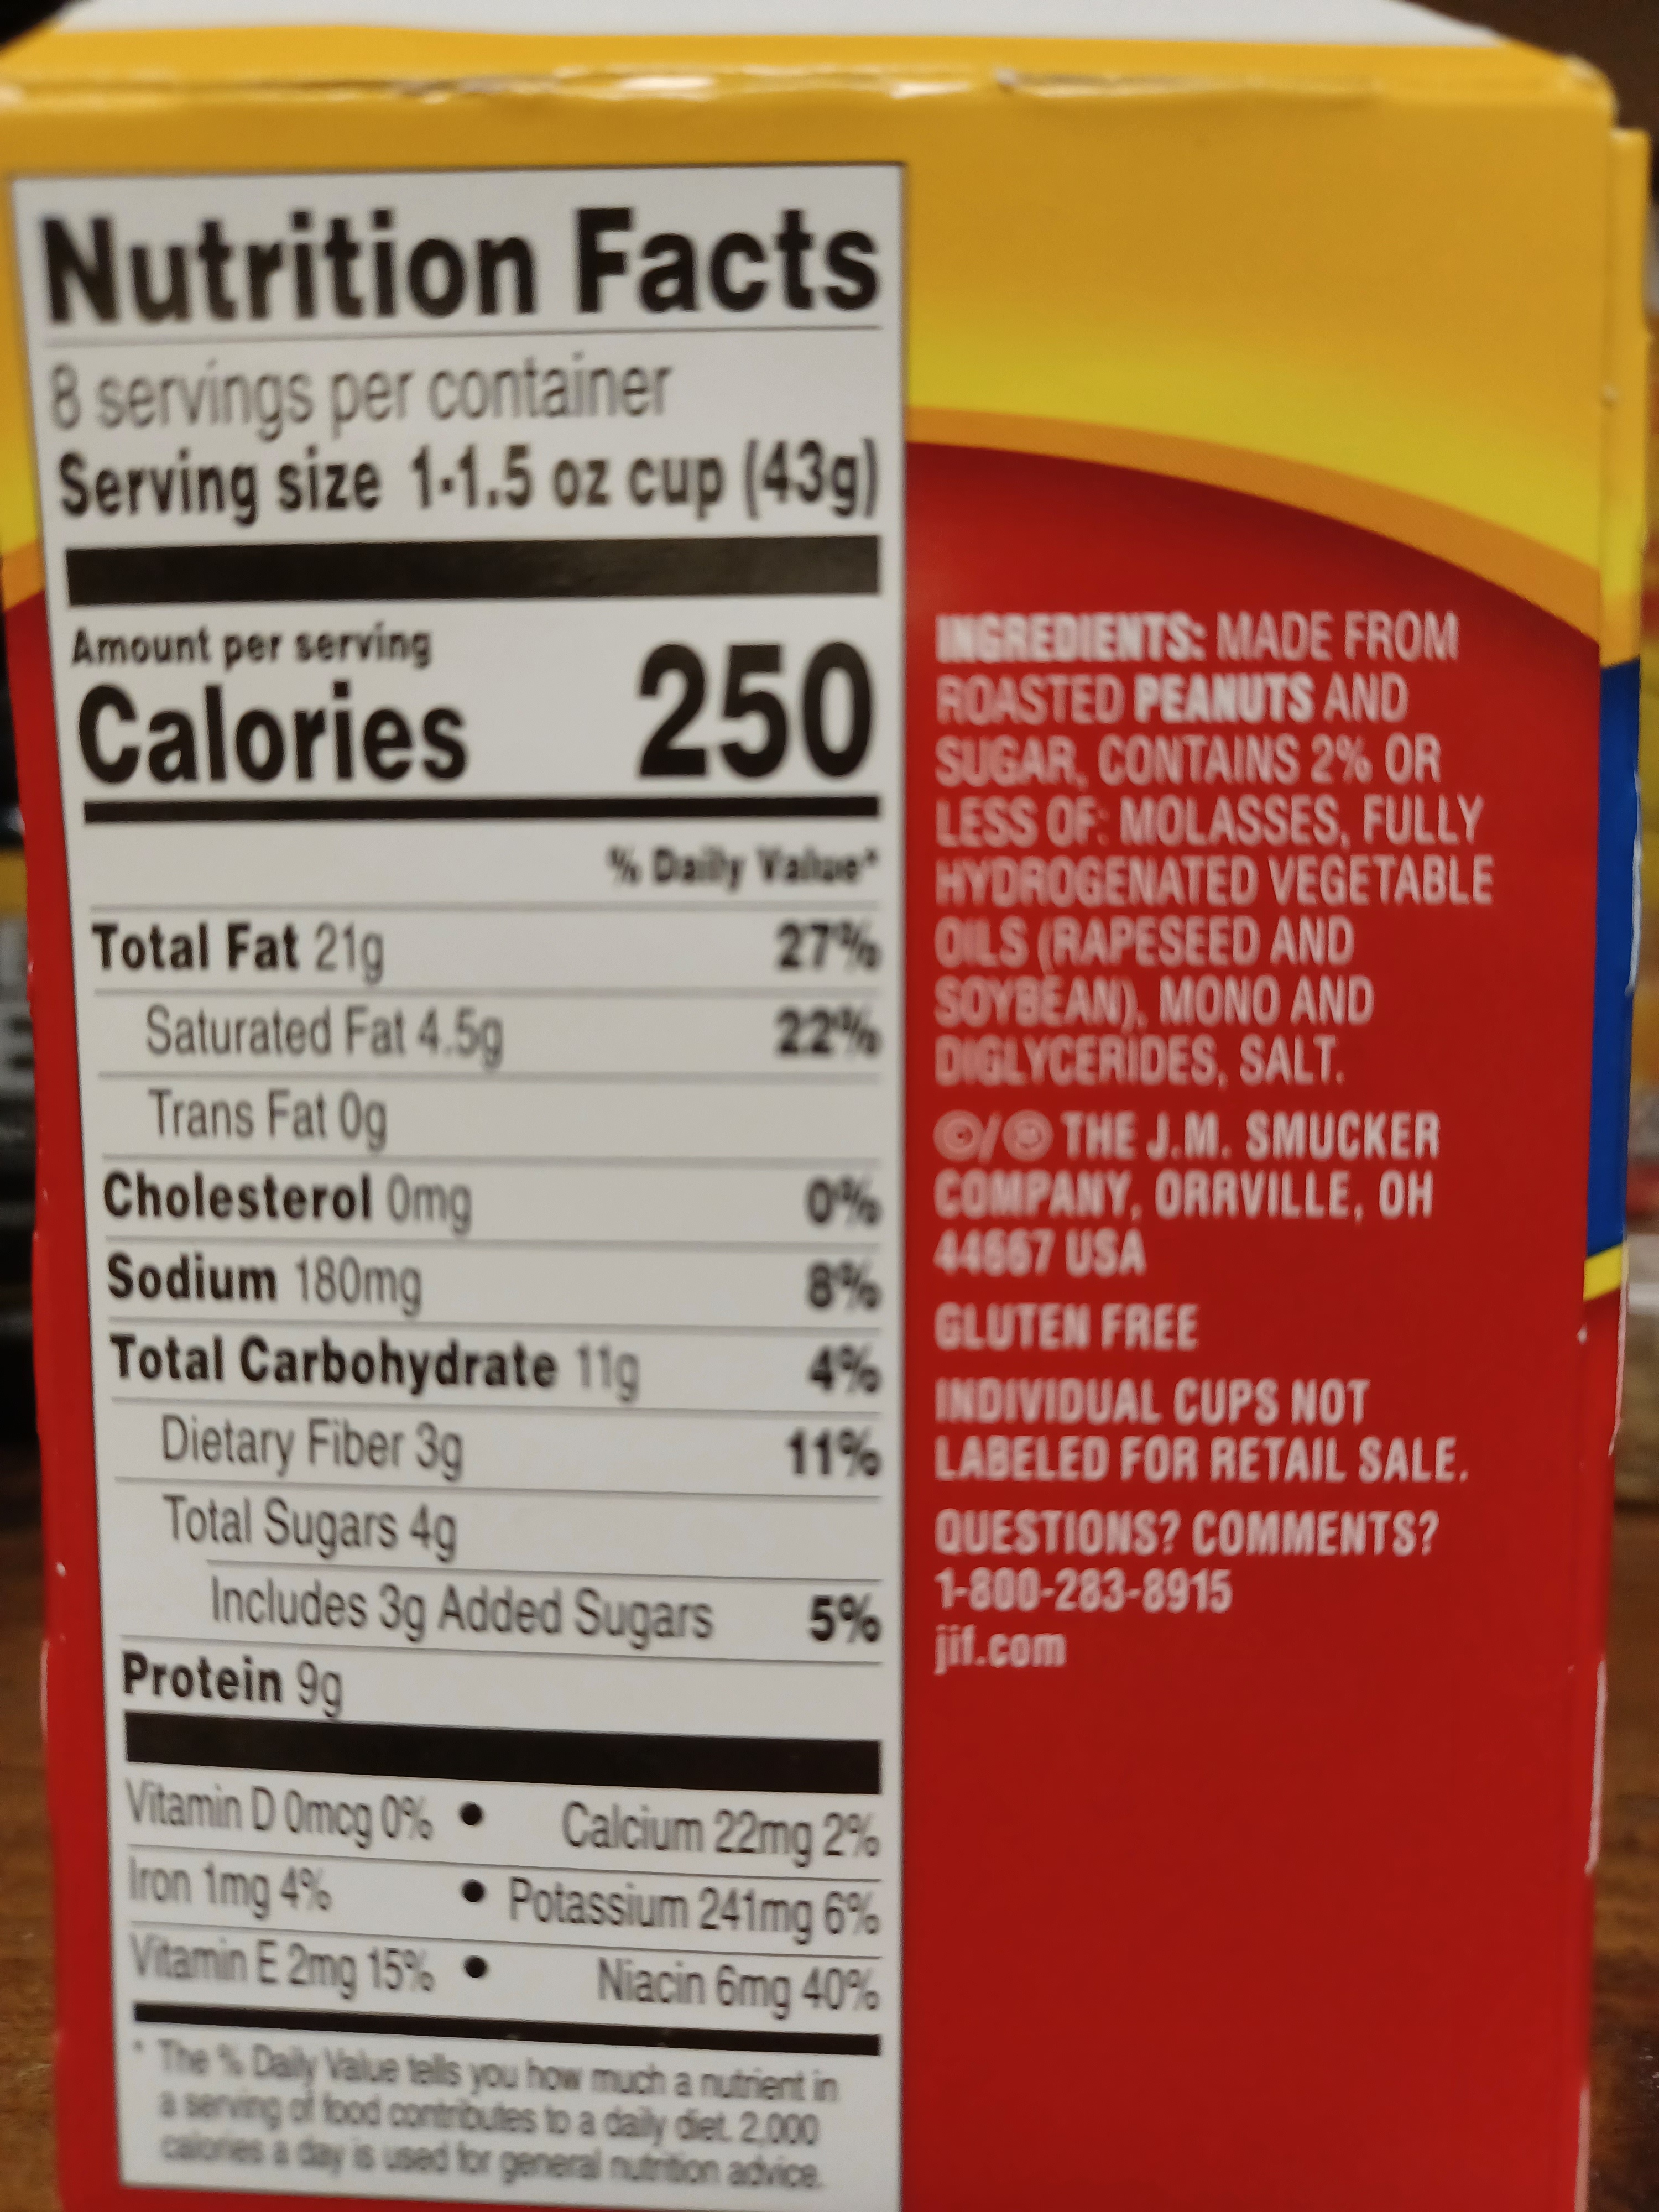 Nutrition Facts
8 servings per container
Serving size 1-1.5 oz cup (43g)
Amount per serving
Calories 250
% Daily Value*
Total Fat 21g 27%
Saturated Fat 4.5g 22%
Trans Fat 0g
Cholesterol 0mg 0%
Sodium 180mg 8%
Total Carbohydrate 11g 4%
Dietary Fiber 3g 11%
Total Sugars 4g
Includes 3g Added Sugars 5%
Protein 9g
Vitamin D 0mcg 0% • Calcium 22mg 2%
Iron 1mg 4% • Potassium 241mg 6%
Vitamin E 2mg 15% • Niacin 6mg 40%
* The % Daily Value tells you how much a nutrient in
a serving of food contributes to a daily diet. 2,000
calories a day is used for general nutrition advice.
INGREDIENTS: MADE FROM
ROASTED PEANUTS AND
SUGAR, CONTAINS 2% OR
LESS OF: MOLASSES, FULLY
HYDROGENATED VEGETABLE
OILS (RAPESEED AND
SOYBEAN), MONO AND
DIGLYCERIDES, SALT.
©/® THE J.M. SMUCKER
COMPANY, ORRVILLE, OH
44667 USA
GLUTEN FREE
INDIVIDUAL CUPS NOT
LABELED FOR RETAIL SALE.
QUESTIONS? COMMENTS?
1-800-283-8915
jif.com